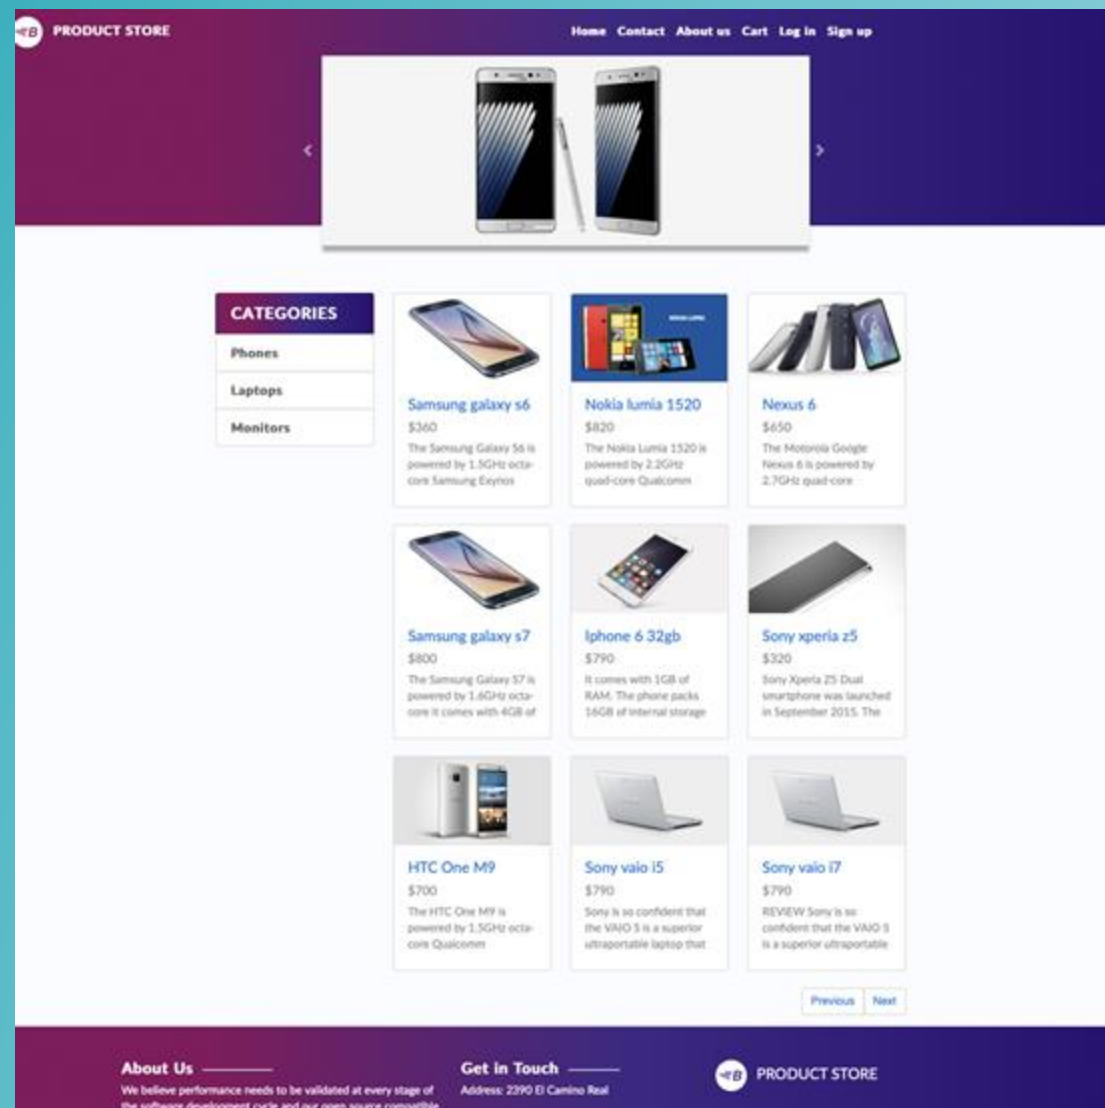 B PRODUCT STORE
Home Contact About us Cart Log in Sign up
CATEGORIES
Phones
Laptops
Monitors
Samsung galaxy s6
$360
The Samsung Galaxy S6 is
powered by 1.5GHz octa-
core Samsung Exynos
Nokia lumia 1520
$820
The Nokia Lumia 1520 is
powered by 2.2GHz
quad-core Qualcomm
Nexus 6
$650
The Motorola Google
Nexus 6 is powered by
2.7GHz quad-core
Samsung galaxy s7
$800
The Samsung Galaxy S7 is
powered by 1.6GHz octa-
core it comes with 4GB of
Iphone 6 32gb
$790
It comes with 1GB of
RAM. The phone packs
16GB of internal storage
Sony xperia z5
$320
Sony Xperia Z5 Dual
smartphone was launched
in September 2015. The
HTC One M9
$700
The HTC One M9 is
powered by 1.5GHz octa-
core Qualcomm
Sony vaio i5
$790
Sony is so confident that
the VAIO S is a superior
ultraportable laptop that
Sony vaio i7
$790
REVIEW Sony is so
confident that the VAIO S
is a superior ultraportable
Previous Next
About Us
We believe performance needs to be validated at every stage of
the software development cycle and our open source compatible
Get in Touch
Address: 2390 El Camino Real
B PRODUCT STORE